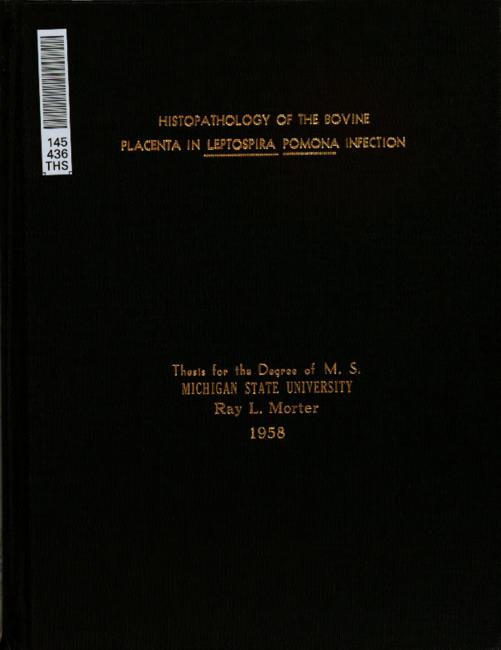 145
436
THS
HISTOPATHOLOGY OF THE BOVINE
PLACENTA IN LEPTOSPIRA POMONA INFECTION
Thesis for the Degree of M. S.
MICHIGAN STATE UNIVERSITY
Ray L. Morter
1958